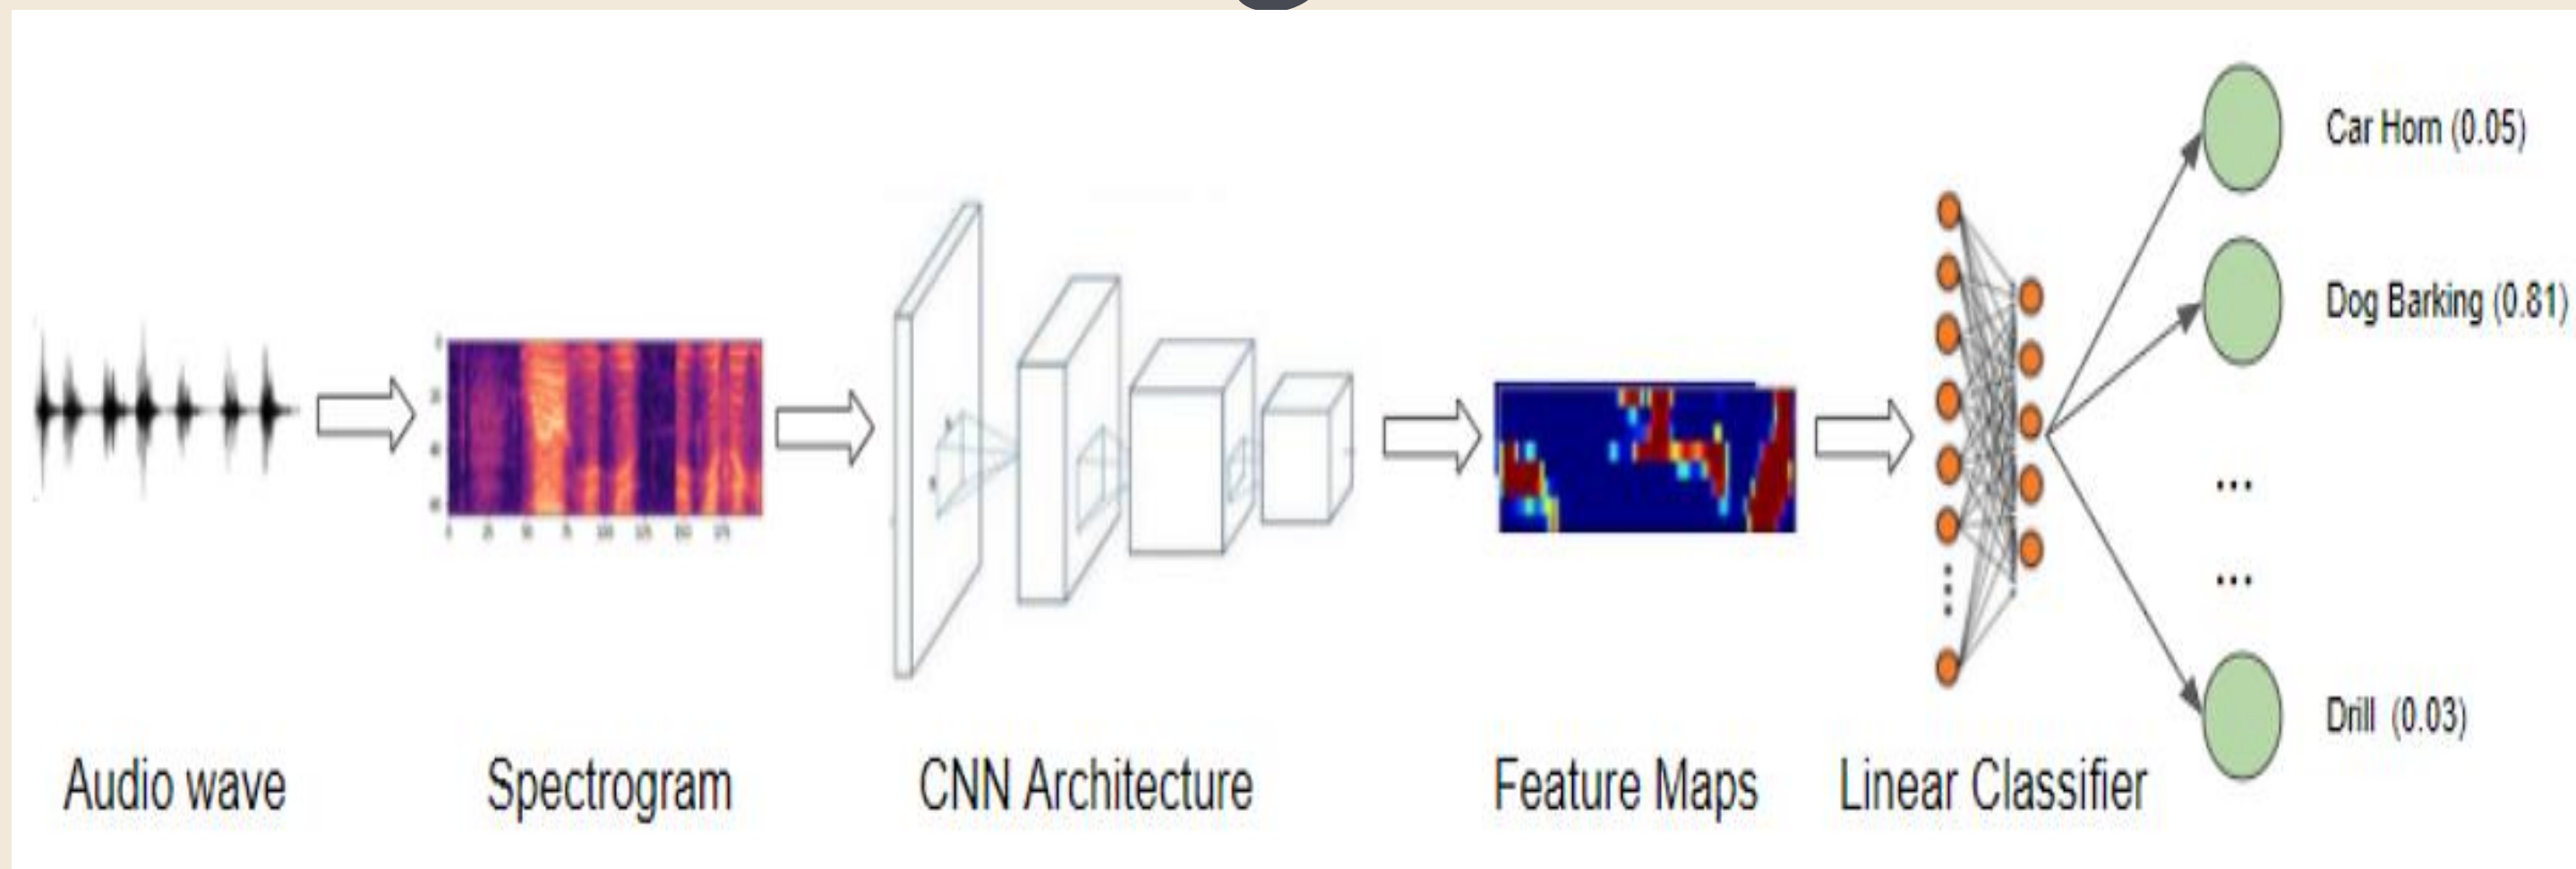 Car Horn (0.05)
Dog Barking (0.81)
...
...
Drill (0.03)
Audio wave
Spectrogram
CNN Architecture
Feature Maps
Linear Classifier